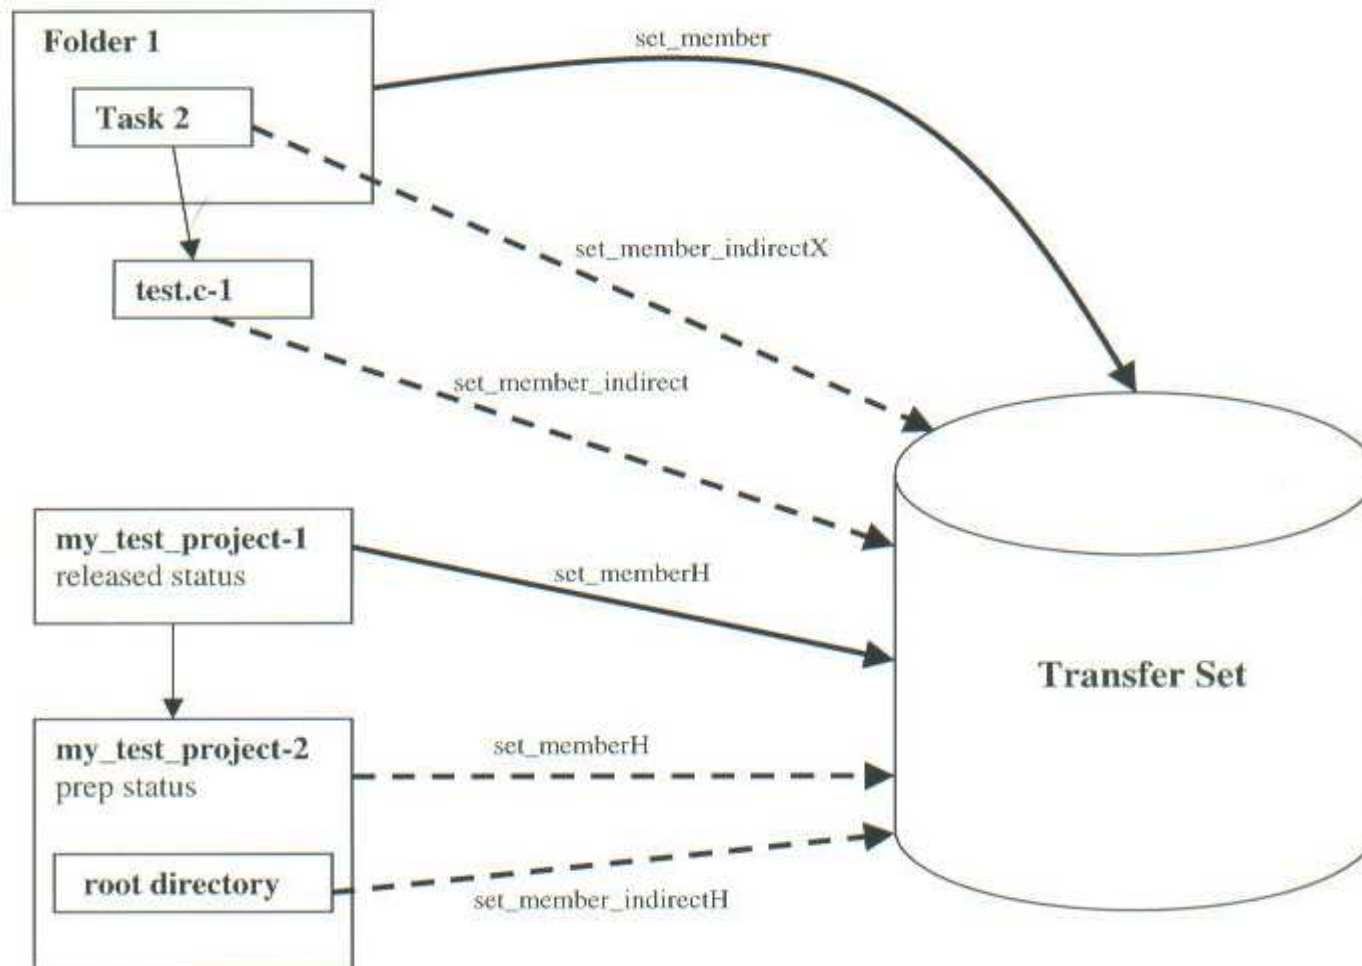 Folder 1
set_member
Task 2
set_member_indirectX
test.c-1
set_member_indirect
my_test_project-1
released status
set_memberH
Transfer Set
my_test_project-2
prep status
set_memberH
root directory
set_member_indirectH